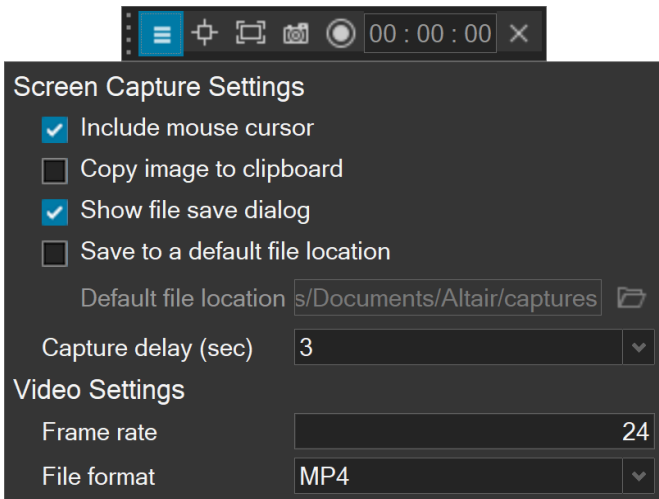 00 : 00 : 00
Screen Capture Settings
Include mouse cursor
Copy image to clipboard
Show file save dialog
Save to a default file location
Default file location s/Documents/Altair/captures
Capture delay (sec) 3
Video Settings
Frame rate 24
File format MP4